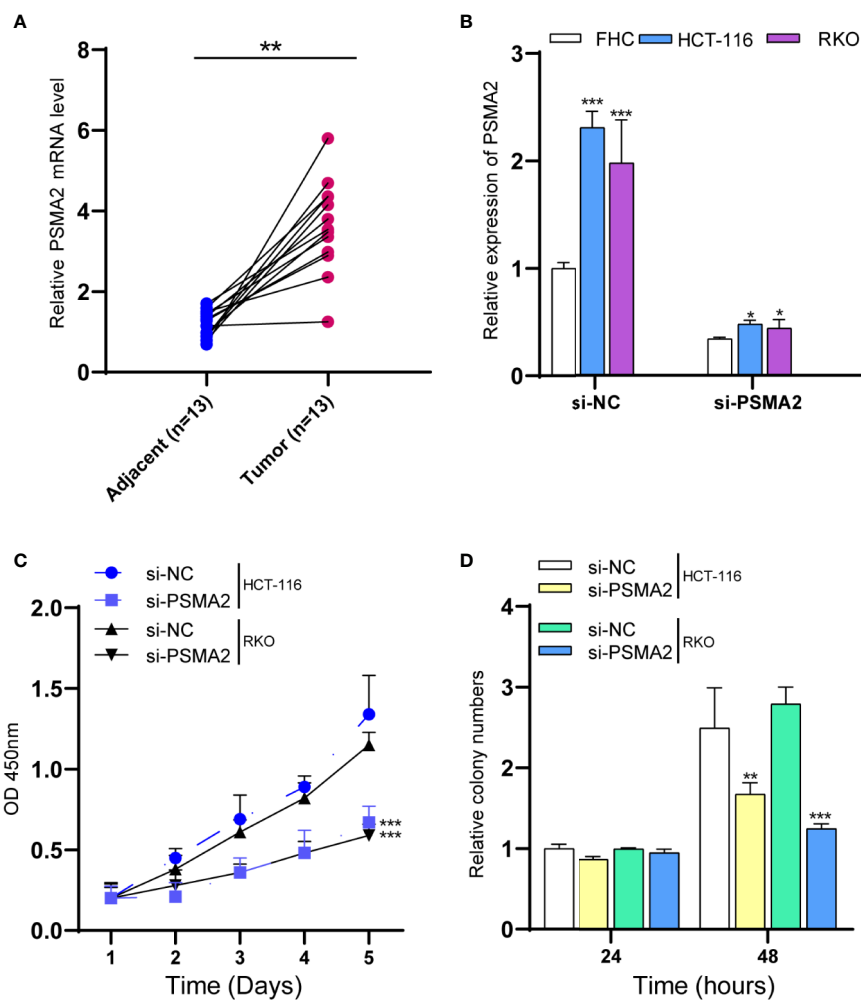 A
**
Relative PSMA2 mRNA level
8
6
4
2
0
Adjacent (n=13)
Tumor (n=13)
B
FHC HCT-116 RKO
Relative expression of PSMA2
3
2
1
0
***
***
*
*
si-NC si-PSMA2
C
si-NC
si-PSMA2
HCT-116
si-NC
si-PSMA2
RKO
OD 450nm
2.0
1.5
1.0
0.5
0.0
***
***
1 2 3 4 5
Time (Days)
D
si-NC
si-PSMA2
HCT-116
si-NC
si-PSMA2
RKO
Relative colony numbers
4
3
2
1
0
**
***
24 48
Time (hours)